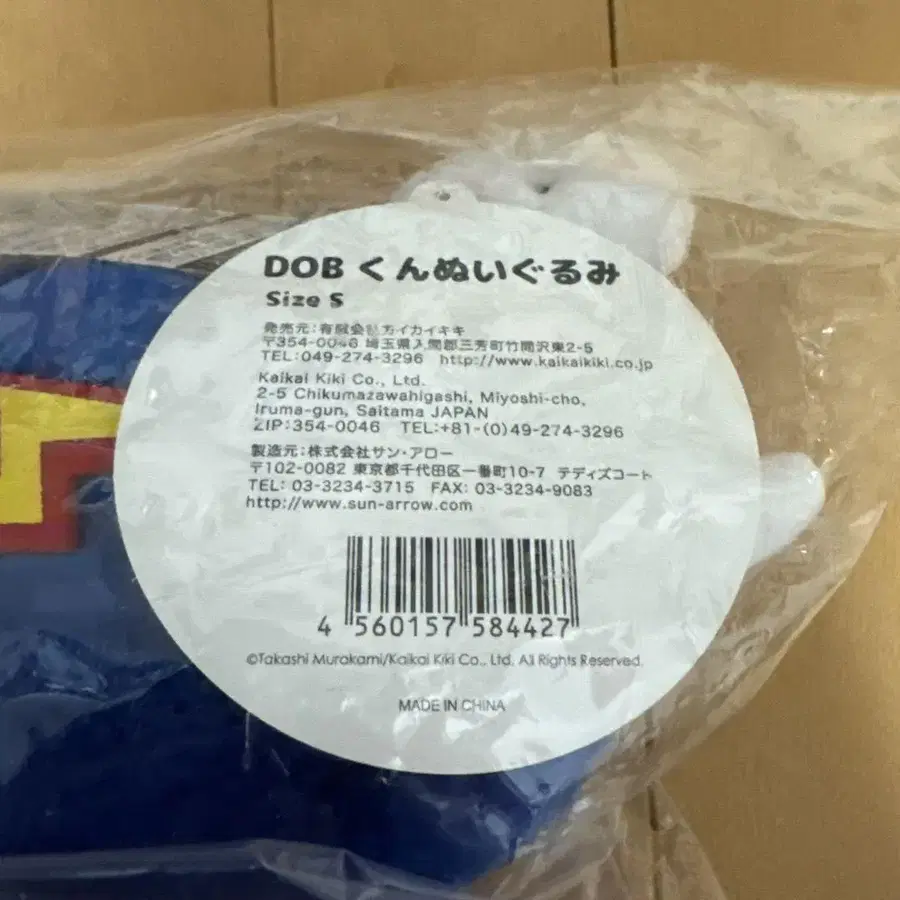 DOB くんぬいぐるみ
Size S
発売元:有限会社カイカイキキ
〒354-0046 埼玉県入間郡三芳町竹間沢東2-5
TEL:049-274-3296 http://www.kaikaikiki.co.jp
Kaikai Kiki Co., Ltd.
2-5 Chikumazawahigashi, Miyoshi-cho,
Iruma-gun, Saitama JAPAN
ZIP:354-0046 TEL:+81-(0)49-274-3296
製造元:株式会社サン・アロー
〒102-0082 東京都千代田区一番町10-7 テディズコート
TEL: 03-3234-3715 FAX: 03-3234-9083
http://www.sun-arrow.com
4 560157 584427
©Takashi Murakami/Kaikai Kiki Co., Ltd. All Rights Reserved.
MADE IN CHINA